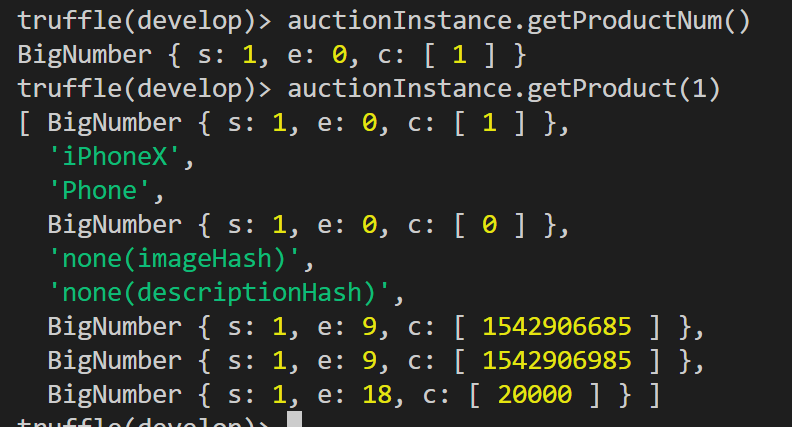 truffle(develop)> auctionInstance.getProductNum()
BigNumber { s: 1, e: 0, c: [ 1 ] }
truffle(develop)> auctionInstance.getProduct(1)
[ BigNumber { s: 1, e: 0, c: [ 1 ] },
  'iPhoneX',
  'Phone',
  BigNumber { s: 1, e: 0, c: [ 0 ] },
  'none(imageHash)',
  'none(descriptionHash)',
  BigNumber { s: 1, e: 9, c: [ 1542906685 ] },
  BigNumber { s: 1, e: 9, c: [ 1542906985 ] },
  BigNumber { s: 1, e: 18, c: [ 20000 ] } ]
truffle(develop)>